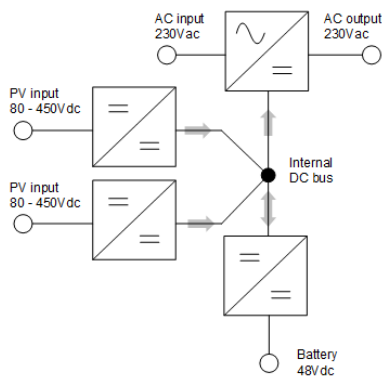 AC input
230Vac
AC output
230Vac
PV input
80 - 450Vdc
PV input
80 - 450Vdc
Internal
DC bus
Battery
48Vdc